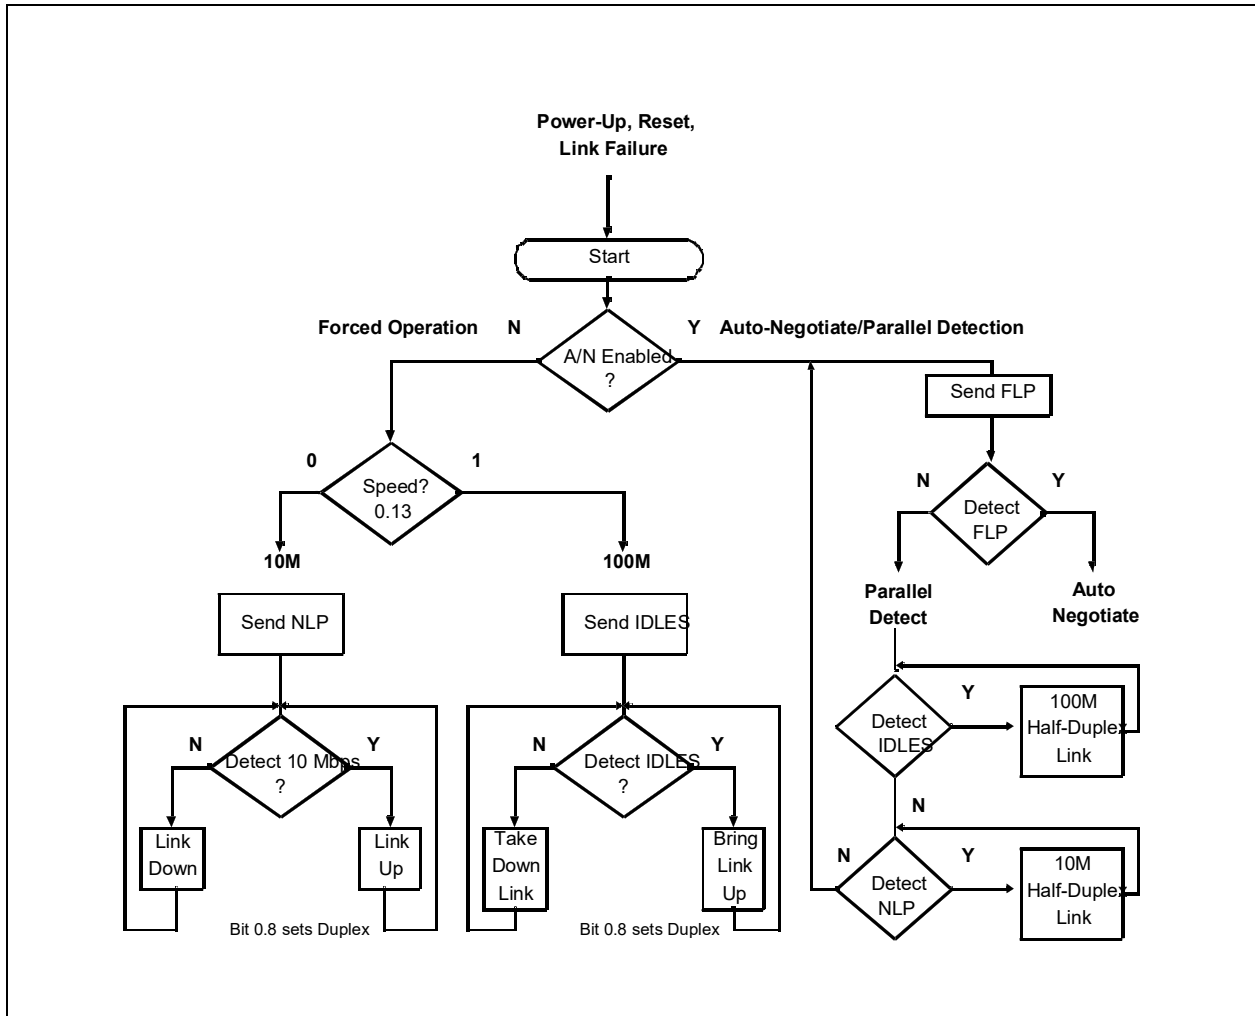 Power-Up, Reset,
Link Failure
Start
Forced Operation N
Y Auto-Negotiate/Parallel Detection
A/N Enabled
?
Send FLP
0
1
Speed?
0.13
N
Y
Detect
FLP
10M
100M
Parallel
Detect
Auto
Negotiate
Send NLP
Send IDLES
N
Y
Detect 10 Mbps
?
N
Y
Detect IDLES
?
Y
Detect
IDLES
100M
Half-Duplex
Link
N
Link
Down
Link
Up
Take
Down
Link
Bring
Link
Up
N
Y
Detect
NLP
10M
Half-Duplex
Link
Bit 0.8 sets Duplex
Bit 0.8 sets Duplex